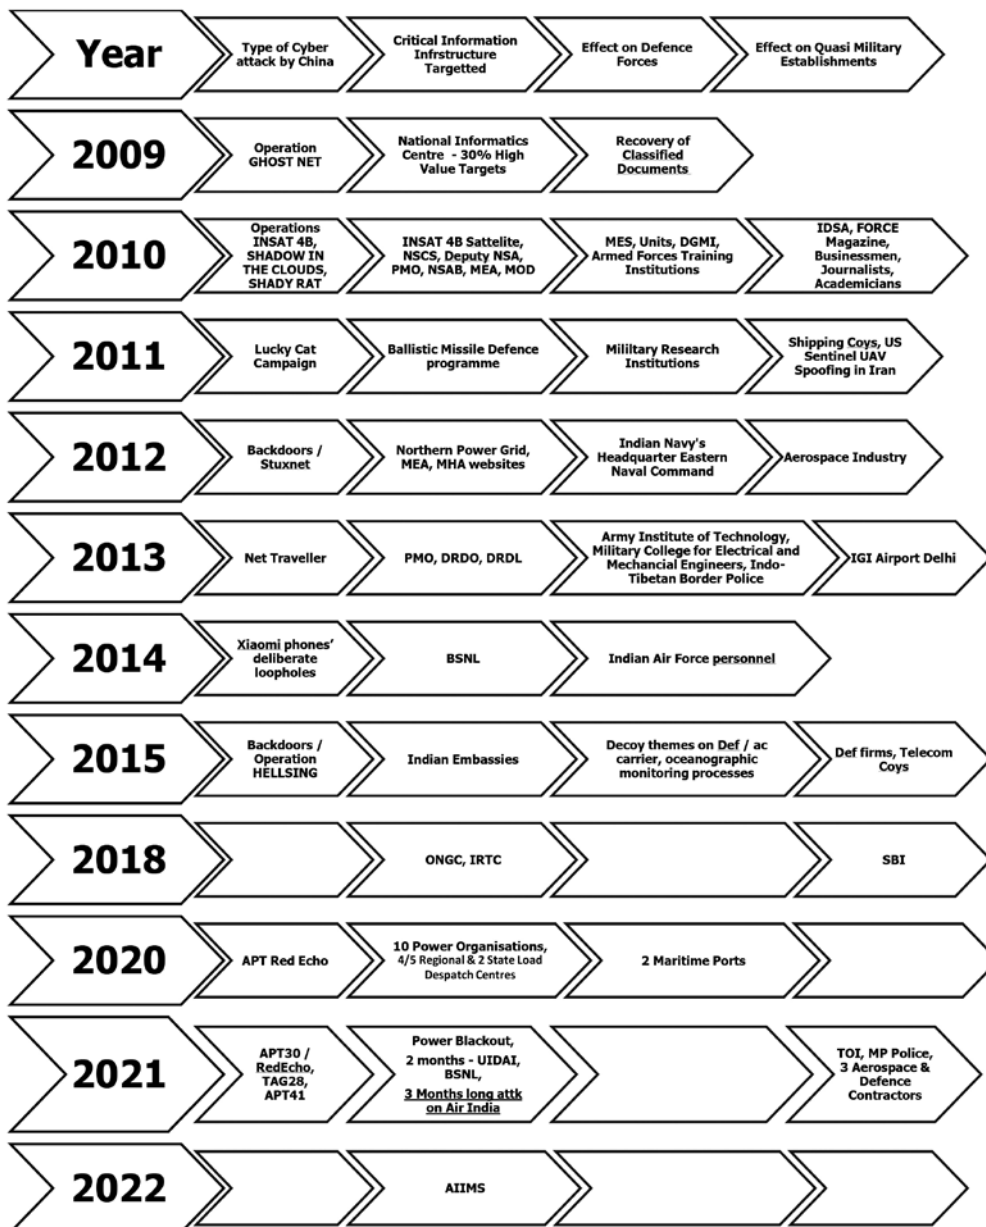 Year
Type of Cyber
attack by China
Critical Information
Infrstructure
Targetted
Effect on Defence
Forces
Effect on Quasi Military
Establishments
2009
Operation
GHOST NET
National Informatics
Centre - 30% High
Value Targets
Recovery of
Classified
Documents
2010
Operations
INSAT 4B,
SHADOW IN
THE CLOUDS,
SHADY RAT
INSAT 4B Sattelite,
NSCS, Deputy NSA,
PMO, NSAB, MEA, MOD
MES, Units, DGMI,
Armed Forces Training
Institutions
IDSA, FORCE
Magazine,
Businessmen,
Journalists,
Academicians
2011
Lucky Cat
Campaign
Ballistic Missile Defence
programme
Mililitary Research
Institutions
Shipping Coys, US
Sentinel UAV
Spoofing in Iran
2012
Backdoors /
Stuxnet
Northern Power Grid,
MEA, MHA websites
Indian Navy's
Headquarter Eastern
Naval Command
Aerospace Industry
2013
Net Traveller
PMO, DRDO, DRDL
Army Institute of Technology,
Military College for Electrical and
Mechancial Engineers, Indo-
Tibetan Border Police
IGI Airport Delhi
2014
Xiaomi phones’
deliberate
loopholes
BSNL
Indian Air Force personnel
2015
Backdoors /
Operation
HELLSING
Indian Embassies
Decoy themes on Def / ac
carrier, oceanographic
monitoring processes
Def firms, Telecom
Coys
2018
ONGC, IRTC
SBI
2020
APT Red Echo
10 Power Organisations,
4/5 Regional & 2 State Load
Despatch Centres
2 Maritime Ports
2021
APT30 /
RedEcho,
TAG28,
APT41
Power Blackout,
2 months - UIDAI,
BSNL,
3 Months long attk
on Air India
TOI, MP Police,
3 Aerospace &
Defence
Contractors
2022
AIIMS